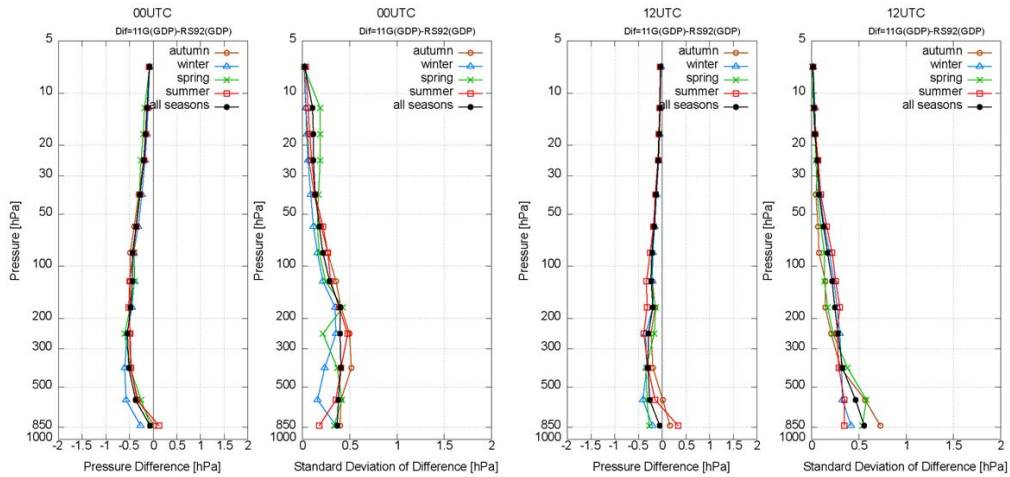 00UTC
Dif=11G(GDP)-RS92(GDP)
autumn
winter
spring
summer
all seasons
5
10
20
30
50
100
200
300
500
850
1000
Pressure [hPa]
-2 -1.5 -1 -0.5 0 0.5 1 1.5 2
Pressure Difference [hPa]
00UTC
Dif=11G(GDP)-RS92(GDP)
autumn
winter
spring
summer
all seasons
5
10
20
30
50
100
200
300
500
850
1000
Pressure [hPa]
0 0.5 1 1.5 2
Standard Deviation of Difference [hPa]
12UTC
Dif=11G(GDP)-RS92(GDP)
autumn
winter
spring
summer
all seasons
5
10
20
30
50
100
200
300
500
850
1000
Pressure [hPa]
-2 -1.5 -1 -0.5 0 0.5 1 1.5 2
Pressure Difference [hPa]
12UTC
Dif=11G(GDP)-RS92(GDP)
autumn
winter
spring
summer
all seasons
5
10
20
30
50
100
200
300
500
850
1000
Pressure [hPa]
0 0.5 1 1.5 2
Standard Deviation of Difference [hPa]